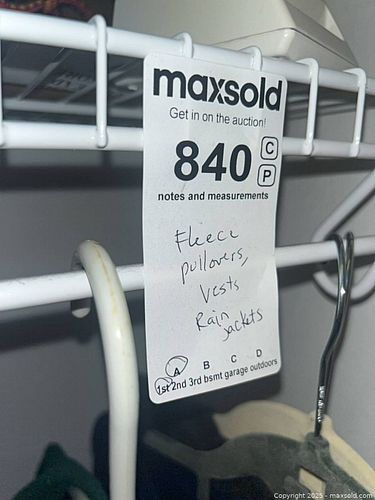 maxsold
Get in on the auction!
840 C
P
notes and measurements
Fleece
pullovers,
Vests
Rain
Jackets
A B C D
1st 2nd 3rd bsmt garage outdoors
Copyright 2025 - maxsold.com